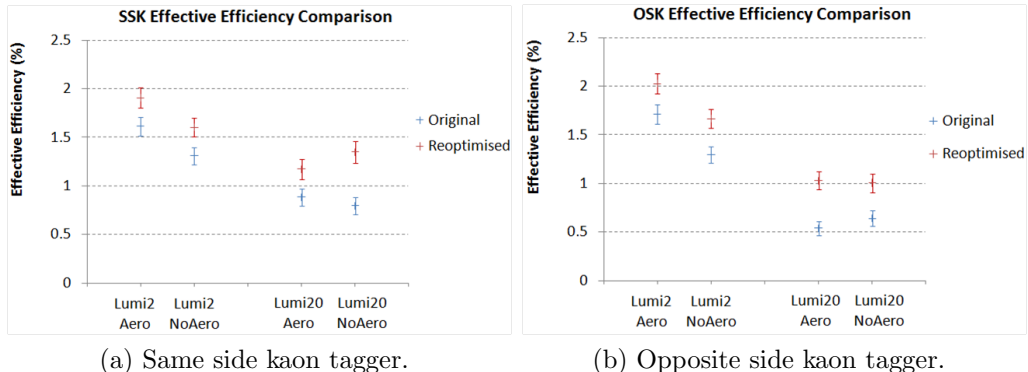 SSK Effective Efficiency Comparison
Effective Efficiency (%)
2.5
2
1.5
1
0.5
0
Lumi2 Aero
Lumi2 NoAero
Lumi20 Aero
Lumi20 NoAero
Original
Reoptimised
(a) Same side kaon tagger.
OSK Effective Efficiency Comparison
Effective Efficiency (%)
2.5
2
1.5
1
0.5
0
Lumi2 Aero
Lumi2 NoAero
Lumi20 Aero
Lumi20 NoAero
Original
Reoptimised
(b) Opposite side kaon tagger.